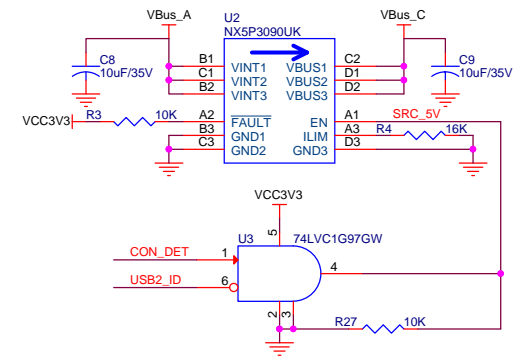 VBus_A
VBus_C
U2
NX5P3090UK
C8
10uF/35V
B1
C1
B2
VINT1
VINT2
VINT3
VBUS1
VBUS2
VBUS3
C2
D1
D2
C9
10uF/35V
VCC3V3
R3
10K
A2
B3
C3
FAULT
GND1
GND2
EN
ILIM
GND3
A1
A3
D3
SRC_5V
R4
16K
VCC3V3
5
U3
74LVC1G97GW
CON_DET
1
USB2_ID
6
4
2
3
R27
10K